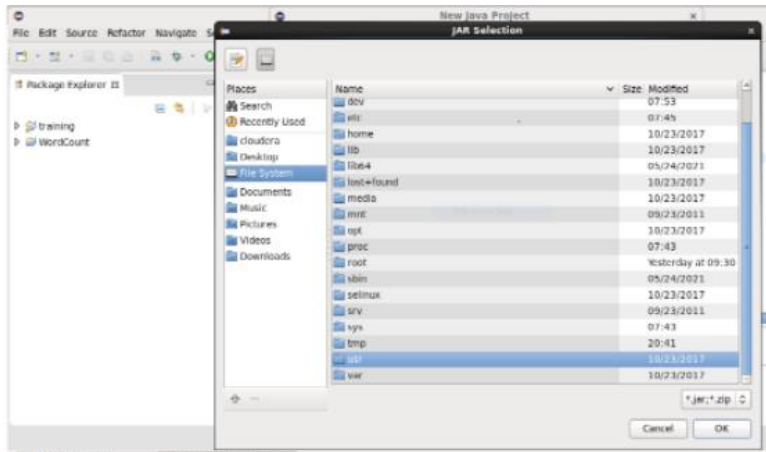 New Java Project
File Edit Source Refactor Navigate
JAR Selection
Package Explorer
training
WordCount
Places
Search
Recently Used
cloudera
Desktop
File System
Documents
Music
Pictures
Videos
Downloads
Name Size Modified
dev 07:53
etc 07:45
home 10/23/2017
lib 10/23/2017
lib64 05/24/2021
lost+found 10/23/2017
media 10/23/2017
mnt 09/23/2011
opt 10/23/2017
proc 07:43
root Yesterday at 09:30
sbin 05/24/2021
selinux 10/23/2017
srv 09/23/2011
sys 07:43
tmp 20:41
usr 10/23/2017
var 10/23/2017
*.jar;*.zip
Cancel OK